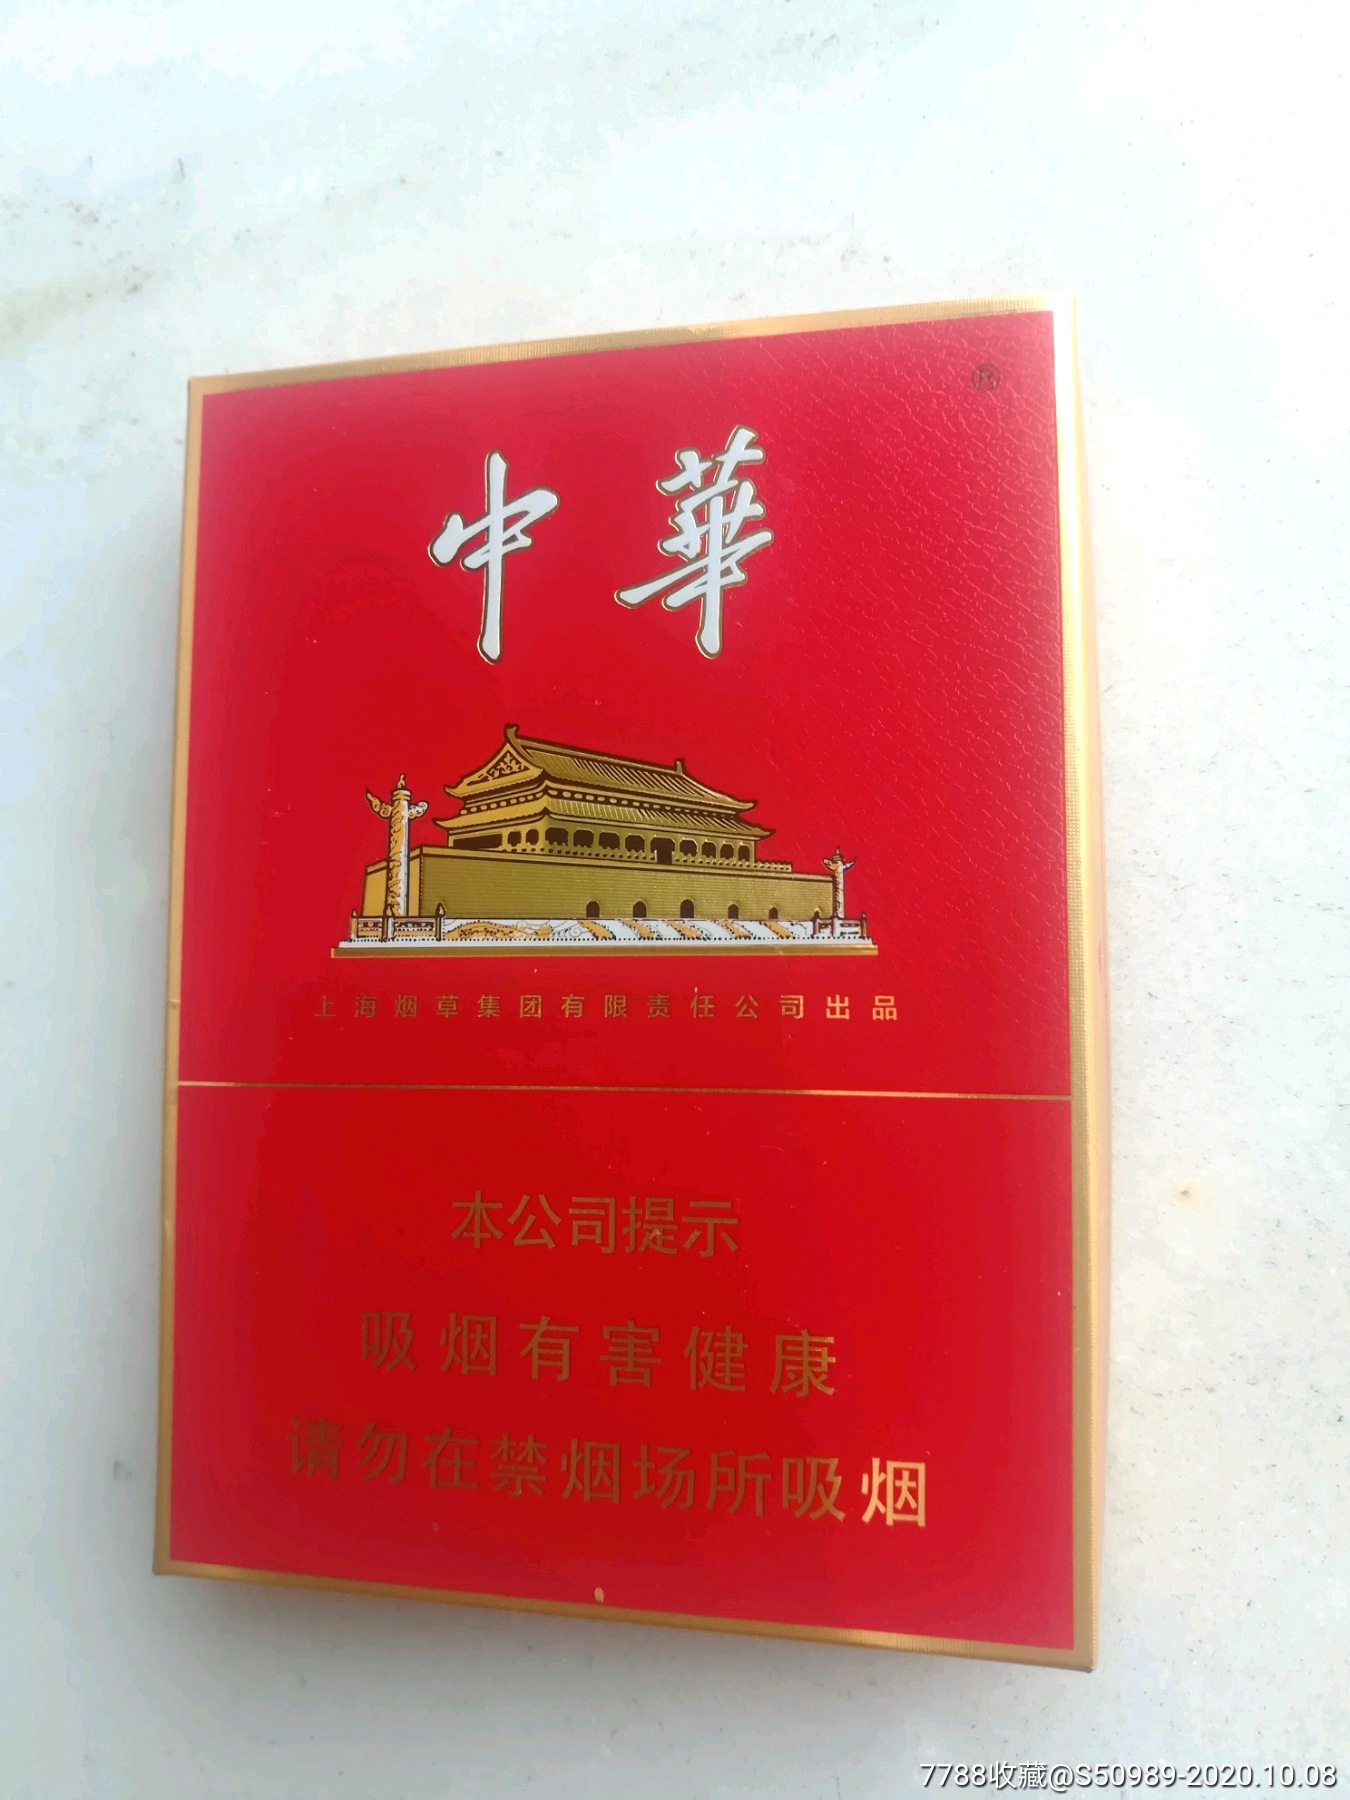 ®
中華
上海烟草集团有限责任公司出品
本公司提示
吸烟有害健康
请勿在禁烟场所吸烟
7788收藏@S50989-2020.10.08